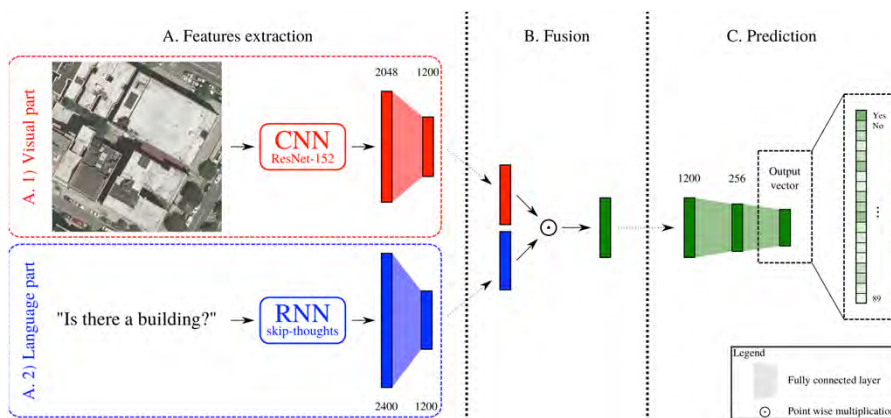 A. Features extraction
B. Fusion
C. Prediction
A. 1) Visual part
2048
1200
CNN
ResNet-152
A. 2) Language part
"Is there a building?"
RNN
skip-thoughts
2400
1200
1200
256
Output
vector
Yes
No
...
89
Legend
Fully connected layer
Point wise multiplication